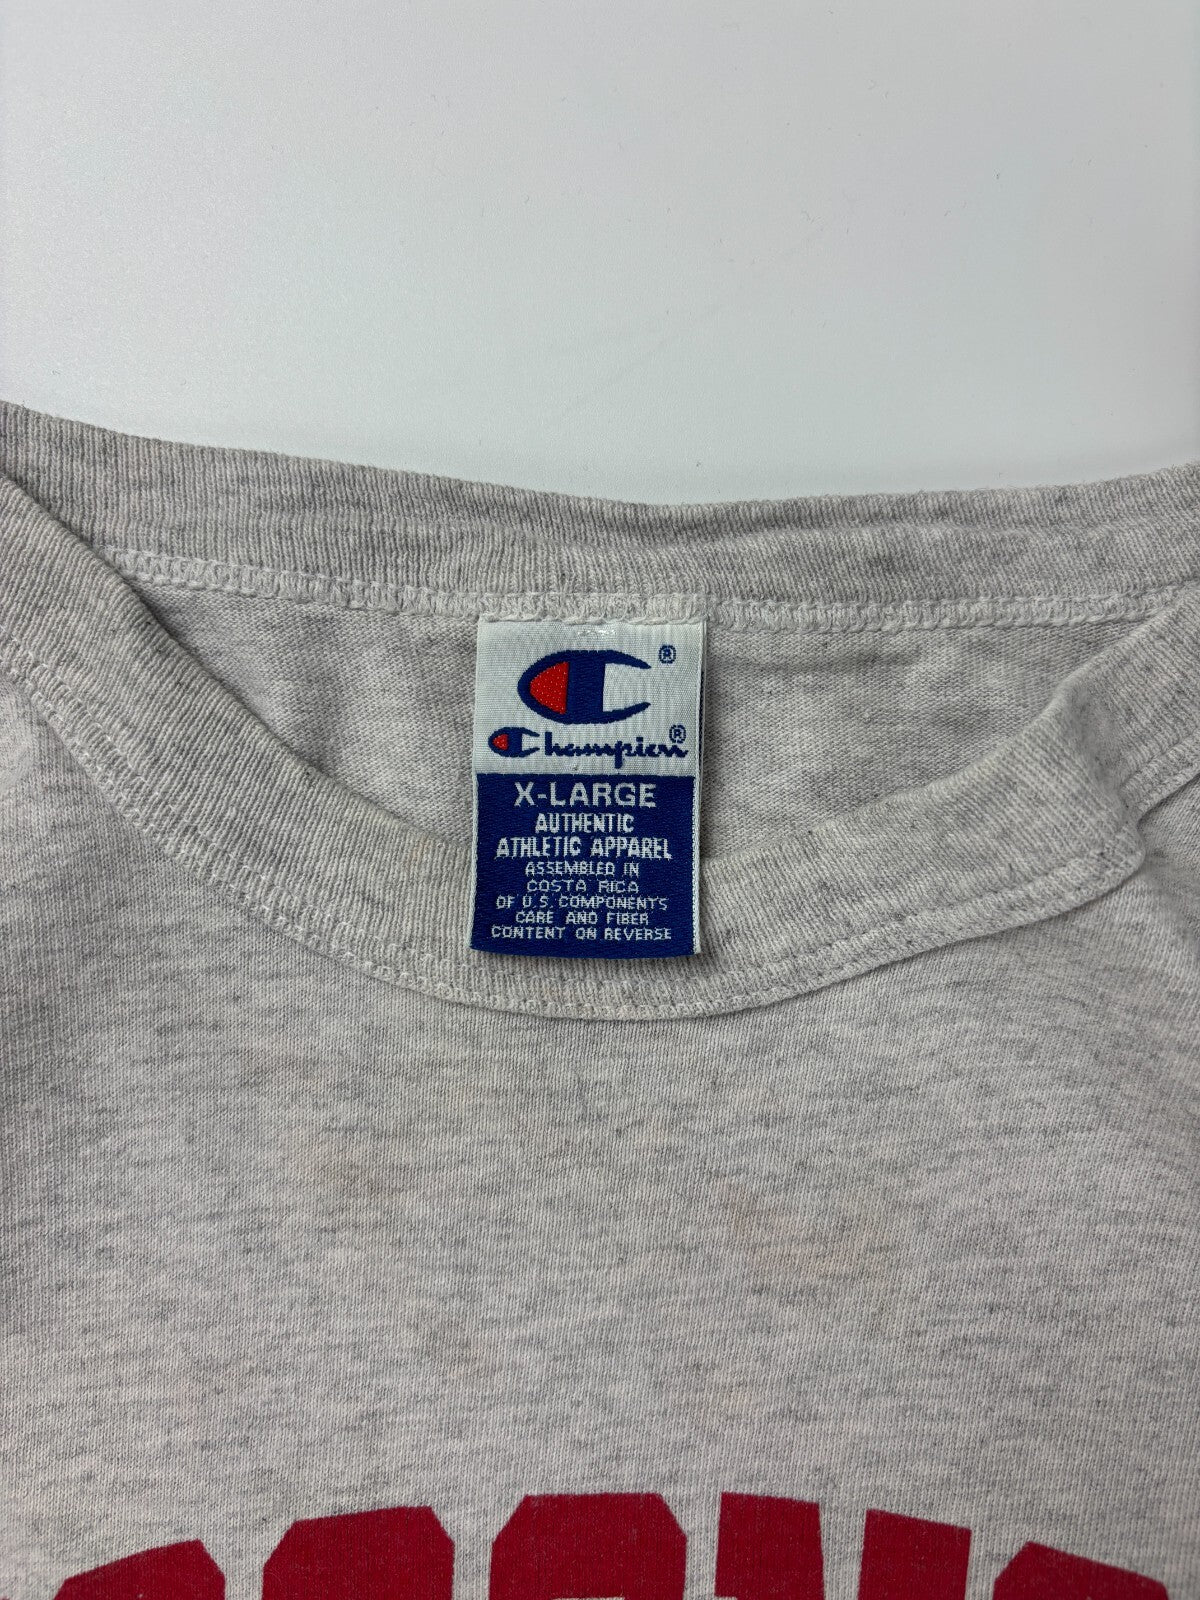 Champion
X-LARGE
AUTHENTIC
ATHLETIC APPAREL
ASSEMBLED IN
COSTA RICA
OF U.S. COMPONENTS
CARE AND FIBER
CONTENT ON REVERSE